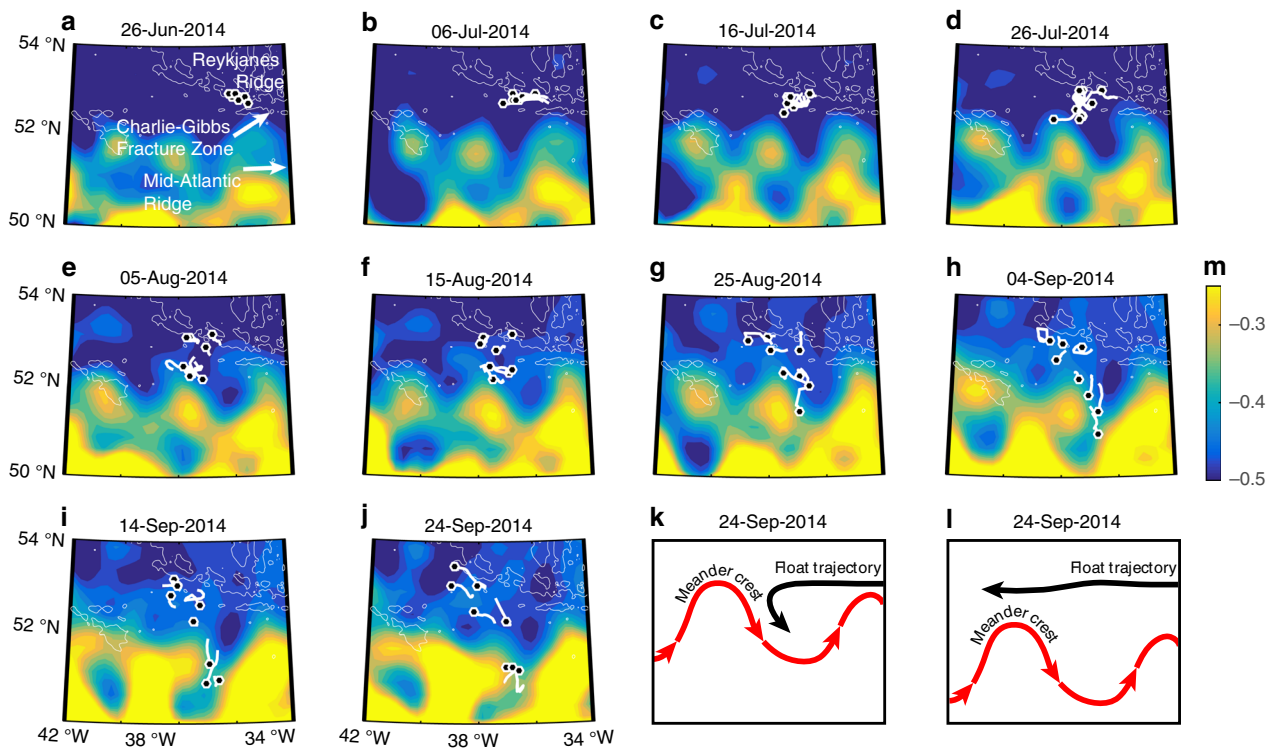 a
26-Jun-2014
54 °N
Reykjanes
Ridge
52 °N
Charlie-Gibbs
Fracture Zone
Mid-Atlantic
Ridge
50 °N
b
06-Jul-2014
c
16-Jul-2014
d
26-Jul-2014
e
05-Aug-2014
54 °N
52 °N
50 °N
f
15-Aug-2014
g
25-Aug-2014
h
04-Sep-2014
m
−0.3
−0.4
−0.5
i
14-Sep-2014
54 °N
52 °N
50 °N
42 °W
38 °W
34 °W
j
24-Sep-2014
42 °W
38 °W
34 °W
k
24-Sep-2014
Meander crest
Float trajectory
l
24-Sep-2014
Meander crest
Float trajectory